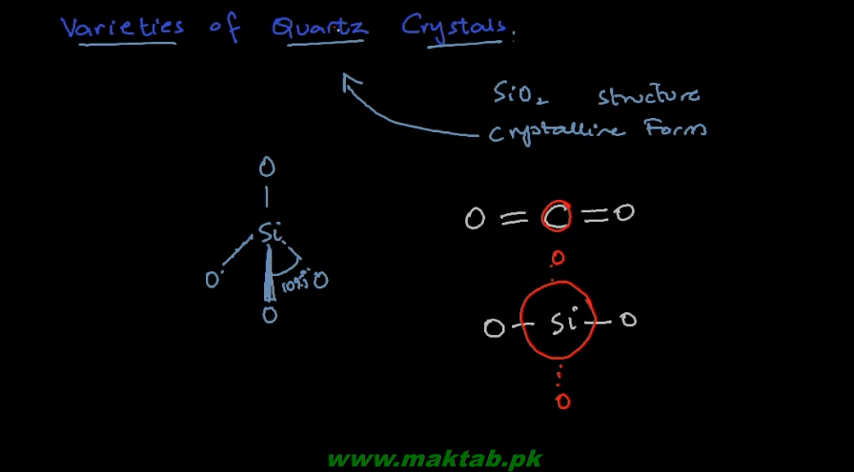 Varieties of Quartz Crystals.
SiO2 structure
Crystalline Form
O
Si
O O
109.5°
O
O = C = O
O
O - Si - O
O
www.maktab.pk